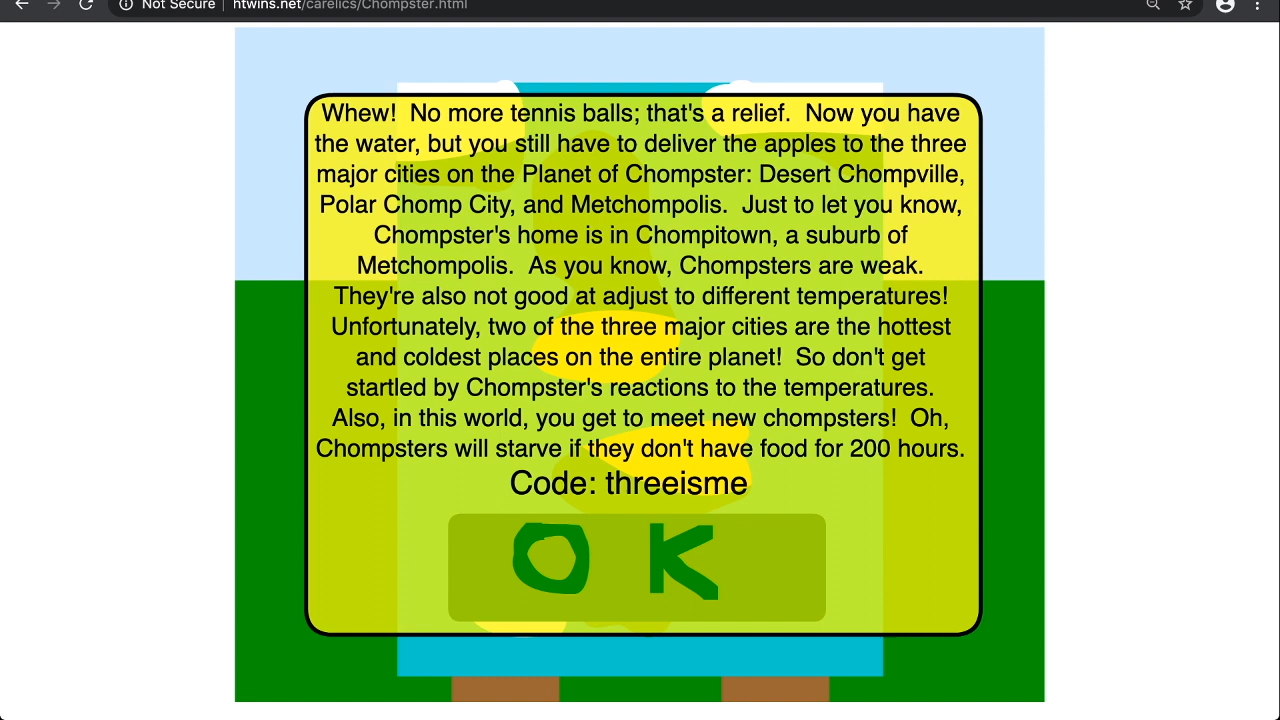 Not Secure | htwins.net/carelics/Chompster.html
Whew!  No more tennis balls; that's a relief.  Now you have
the water, but you still have to deliver the apples to the three
major cities on the Planet of Chompster: Desert Chompville,
Polar Chomp City, and Metchompolis.  Just to let you know,
Chompster's home is in Chompitown, a suburb of
Metchompolis.  As you know, Chompsters are weak.
They're also not good at adjust to different temperatures!
Unfortunately, two of the three major cities are the hottest
and coldest places on the entire planet!  So don't get
startled by Chompster's reactions to the temperatures.
Also, in this world, you get to meet new chompsters!  Oh,
Chompsters will starve if they don't have food for 200 hours.
Code: threeisme
OK